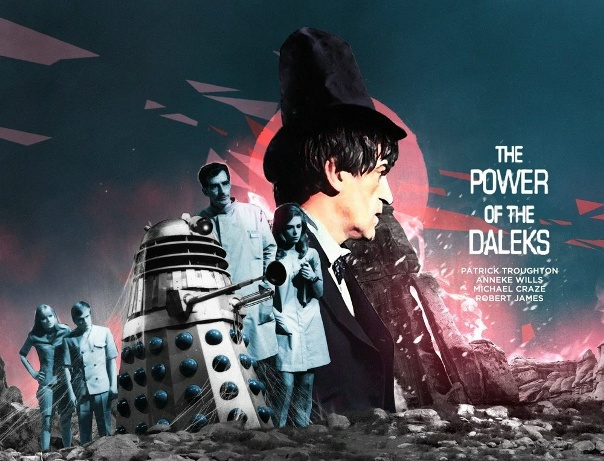 THE
POWER
OF THE
DALEKS
PATRICK TROUGHTON
ANNEKE WILLS
MICHAEL CRAZE
ROBERT JAMES